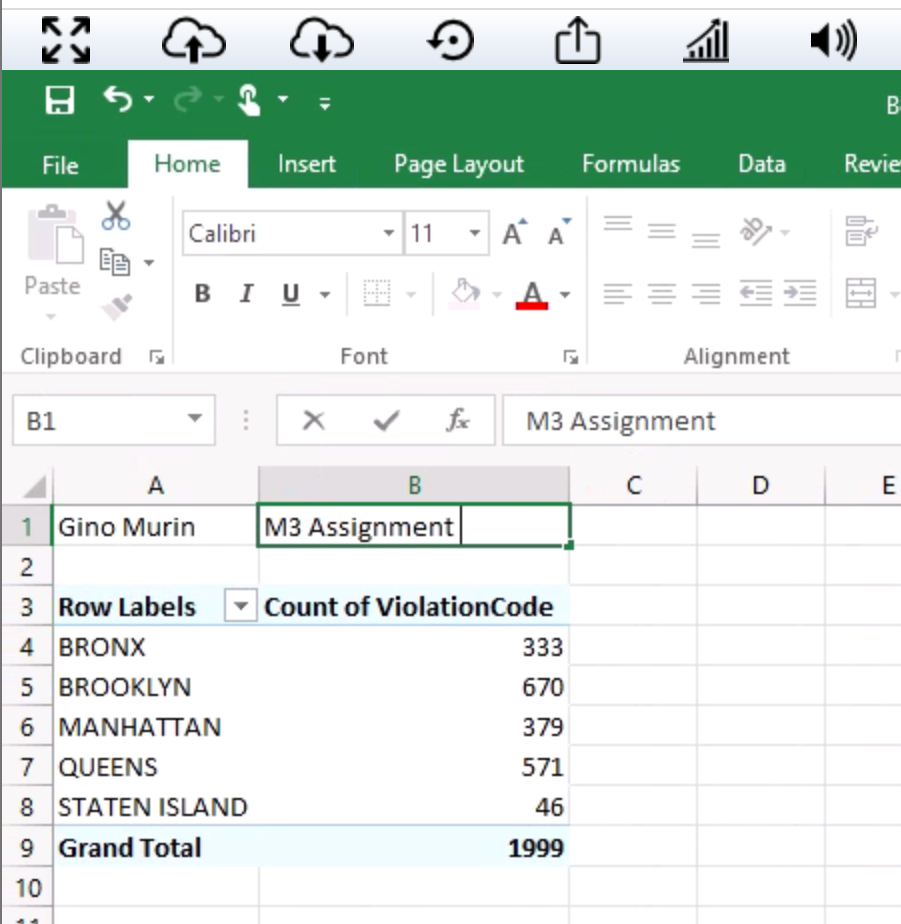 B
File Home Insert Page Layout Formulas Data Revie
Calibri 11 A A
Paste B I U A
Clipboard Font Alignment
B1 fx M3 Assignment
A B C D E
1 Gino Murin M3 Assignment
2
3 Row Labels Count of ViolationCode
4 BRONX 333
5 BROOKLYN 670
6 MANHATTAN 379
7 QUEENS 571
8 STATEN ISLAND 46
9 Grand Total 1999
10
11